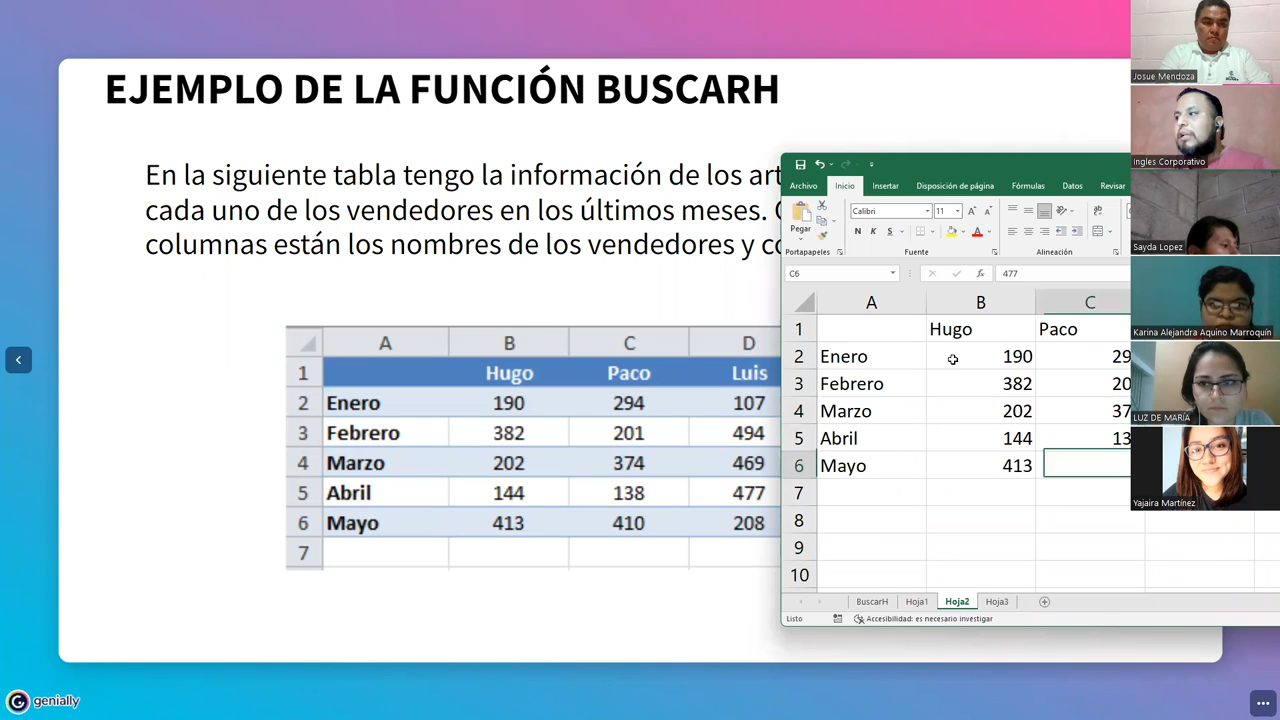 EJEMPLO DE LA FUNCIÓN BUSCARH
En la siguiente tabla tengo la información de los
cada uno de los vendedores en los últimos meses.
columnas están los nombres de los vendedores y
A B C D
1 Hugo Paco Luis
2 Enero 190 294 107
3 Febrero 382 201 494
4 Marzo 202 374 469
5 Abril 144 138 477
6 Mayo 413 410 208
7
Archivo Inicio Insertar Disposición de página Fórmulas Datos Revisar
Pegar
Calibri 11
N K S
Portapapeles Fuente Alineación
C6 fx 477
A B C
1 Hugo Paco
2 Enero 190 29
3 Febrero 382 20
4 Marzo 202 37
5 Abril 144 13
6 Mayo 413
7
8
9
10
BuscarH Hoja1 Hoja2 Hoja3
Listo Accesibilidad: es necesario investigar
Josue Mendoza
Ingles Corporativo
Sayda Lopez
Karina Alejandra Aquino Marroquín
LUZ DE MARÍA
Yajaira Martínez
genially